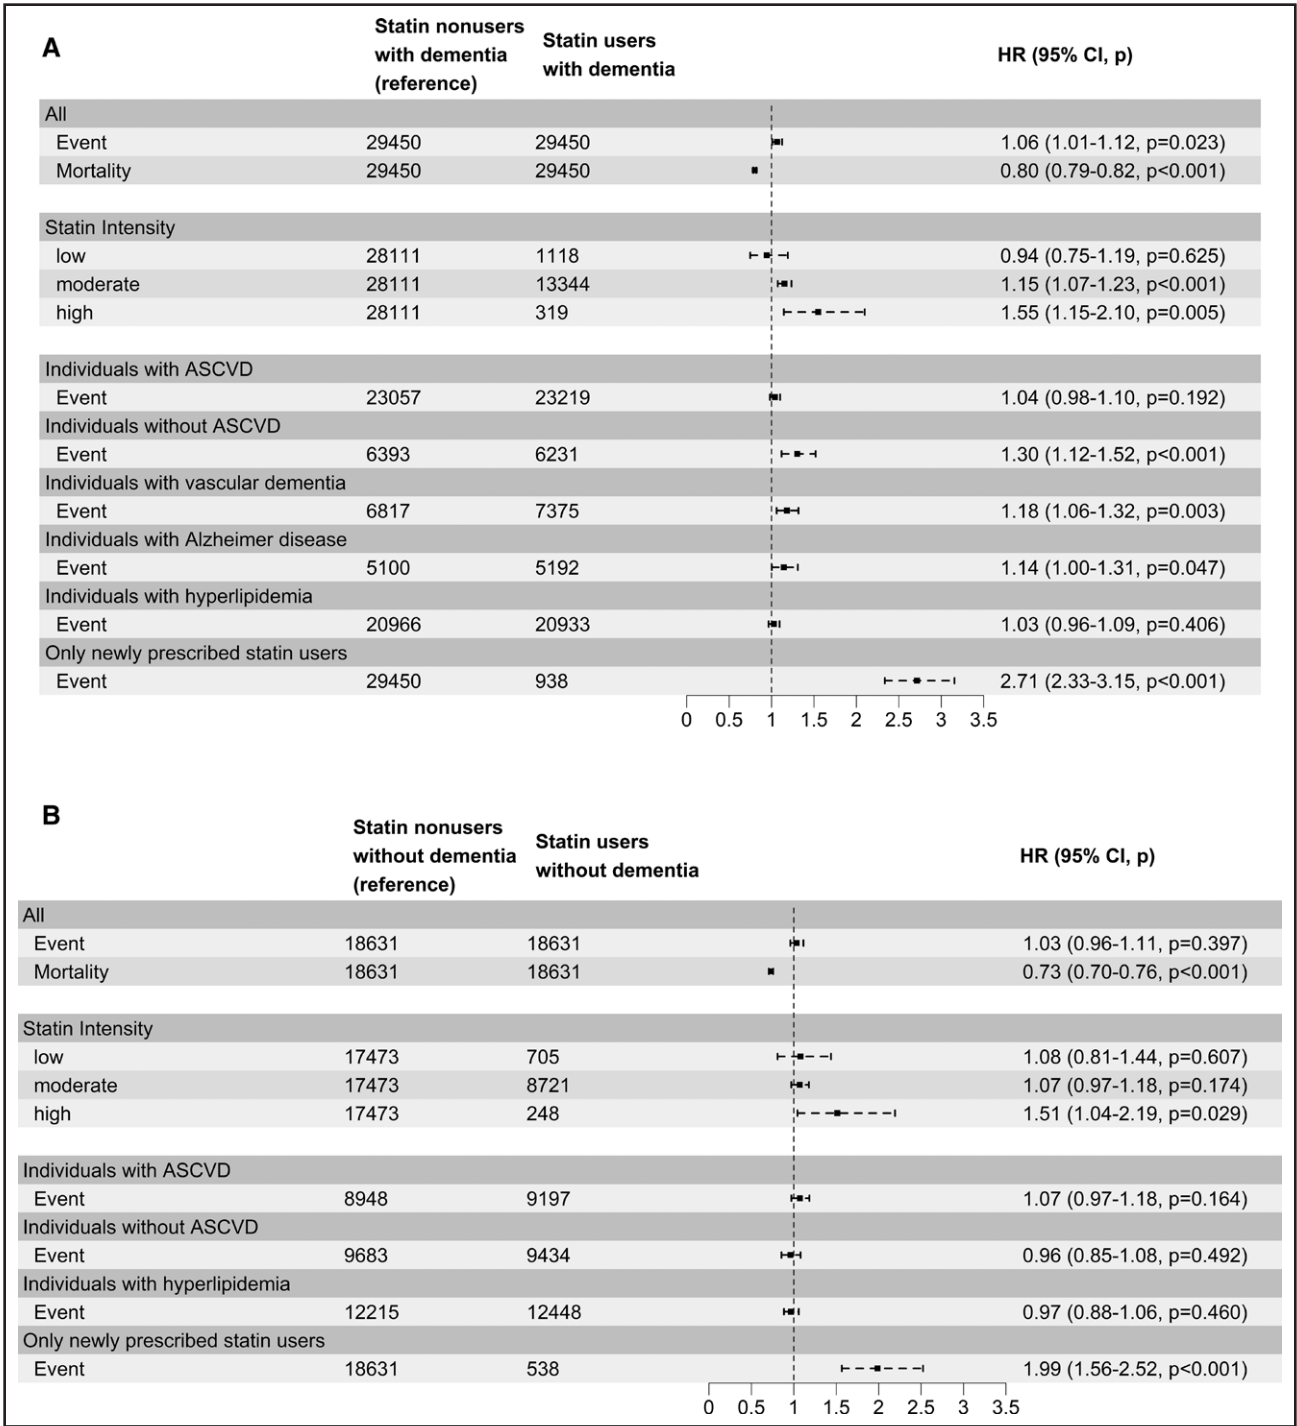 A
Statin nonusers
with dementia
(reference)
Statin users
with dementia
HR (95% CI, p)
All
Event 29450 29450 1.06 (1.01-1.12, p=0.023)
Mortality 29450 29450 0.80 (0.79-0.82, p<0.001)
Statin Intensity
low 28111 1118 0.94 (0.75-1.19, p=0.625)
moderate 28111 13344 1.15 (1.07-1.23, p<0.001)
high 28111 319 1.55 (1.15-2.10, p=0.005)
Individuals with ASCVD
Event 23057 23219 1.04 (0.98-1.10, p=0.192)
Individuals without ASCVD
Event 6393 6231 1.30 (1.12-1.52, p<0.001)
Individuals with vascular dementia
Event 6817 7375 1.18 (1.06-1.32, p=0.003)
Individuals with Alzheimer disease
Event 5100 5192 1.14 (1.00-1.31, p=0.047)
Individuals with hyperlipidemia
Event 20966 20933 1.03 (0.96-1.09, p=0.406)
Only newly prescribed statin users
Event 29450 938 2.71 (2.33-3.15, p<0.001)
0 0.5 1 1.5 2 2.5 3 3.5
B
Statin nonusers
without dementia
(reference)
Statin users
without dementia
HR (95% CI, p)
All
Event 18631 18631 1.03 (0.96-1.11, p=0.397)
Mortality 18631 18631 0.73 (0.70-0.76, p<0.001)
Statin Intensity
low 17473 705 1.08 (0.81-1.44, p=0.607)
moderate 17473 8721 1.07 (0.97-1.18, p=0.174)
high 17473 248 1.51 (1.04-2.19, p=0.029)
Individuals with ASCVD
Event 8948 9197 1.07 (0.97-1.18, p=0.164)
Individuals without ASCVD
Event 9683 9434 0.96 (0.85-1.08, p=0.492)
Individuals with hyperlipidemia
Event 12215 12448 0.97 (0.88-1.06, p=0.460)
Only newly prescribed statin users
Event 18631 538 1.99 (1.56-2.52, p<0.001)
0 0.5 1 1.5 2 2.5 3 3.5